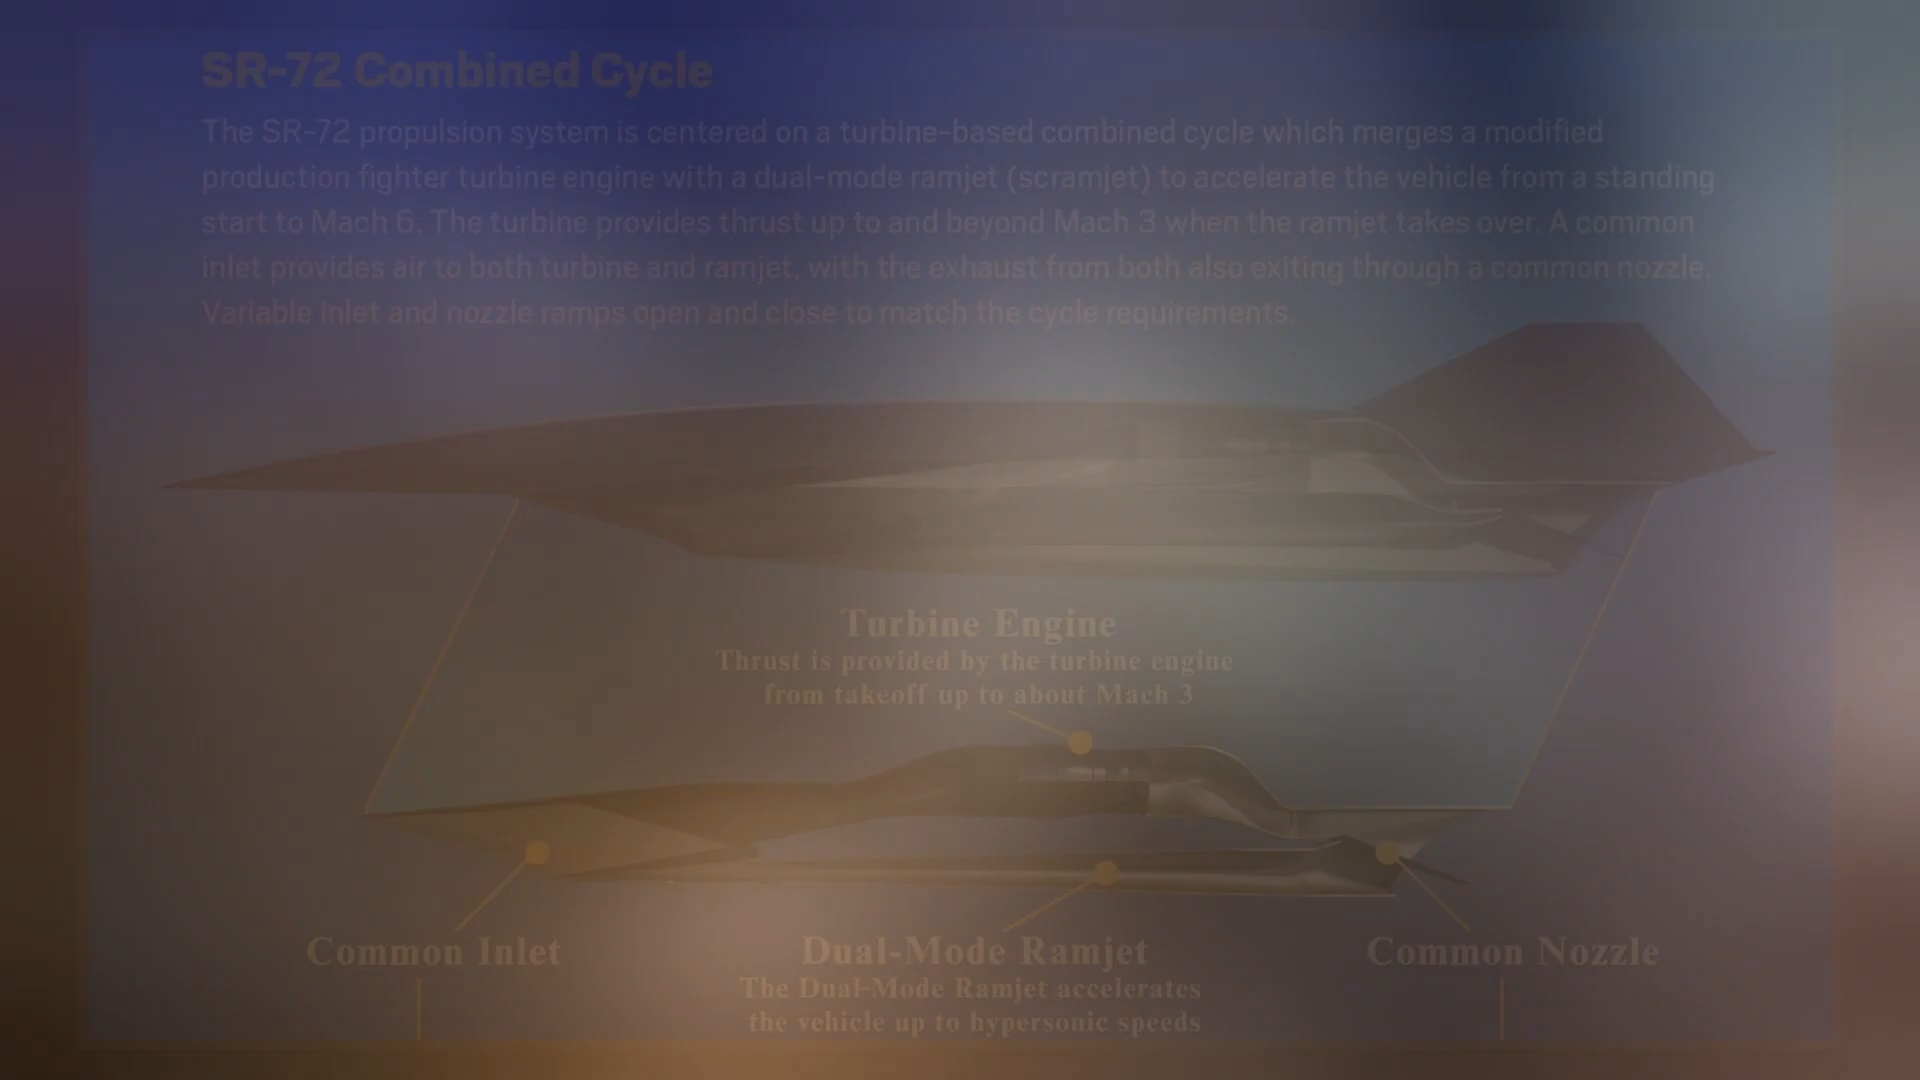 SR-72 Combined Cycle
The SR-72 propulsion system is centered on a turbine-based combined cycle which merges a modified
production fighter turbine engine with a dual-mode ramjet (scramjet) to accelerate the vehicle from a standing
start to Mach 6. The turbine provides thrust up to and beyond Mach 3 when the ramjet takes over. A common
inlet provides air to both turbine and ramjet, with the exhaust from both also exiting through a common nozzle.
Variable inlet and nozzle ramps open and close to match the cycle requirements.
Turbine Engine
Thrust is provided by the turbine engine
from takeoff up to about Mach 3
Common Inlet
Dual-Mode Ramjet
The Dual-Mode Ramjet accelerates
the vehicle up to hypersonic speeds
Common Nozzle